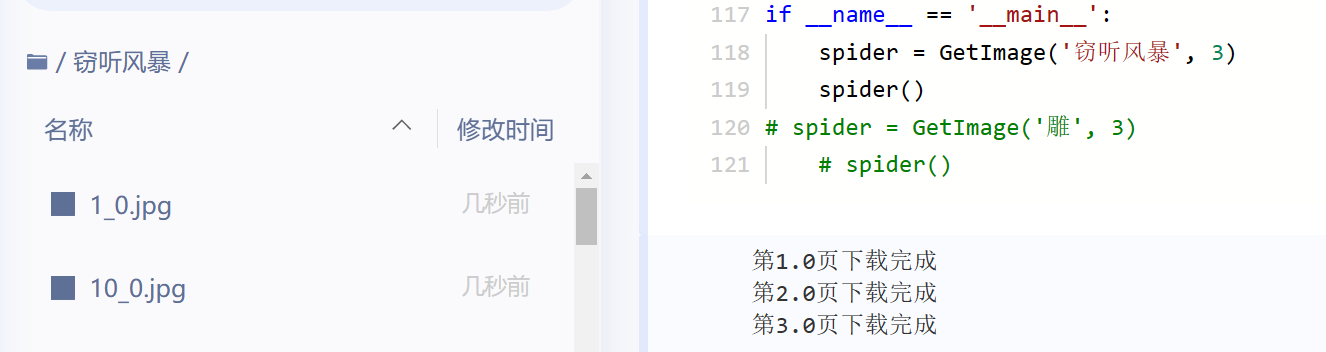 / 窃听风暴 /
名称 修改时间
1_0.jpg 几秒前
10_0.jpg 几秒前
117 if __name__ == '__main__':
118 spider = GetImage('窃听风暴', 3)
119 spider()
120 # spider = GetImage('雕', 3)
121 # spider()
第1.0页下载完成
第2.0页下载完成
第3.0页下载完成